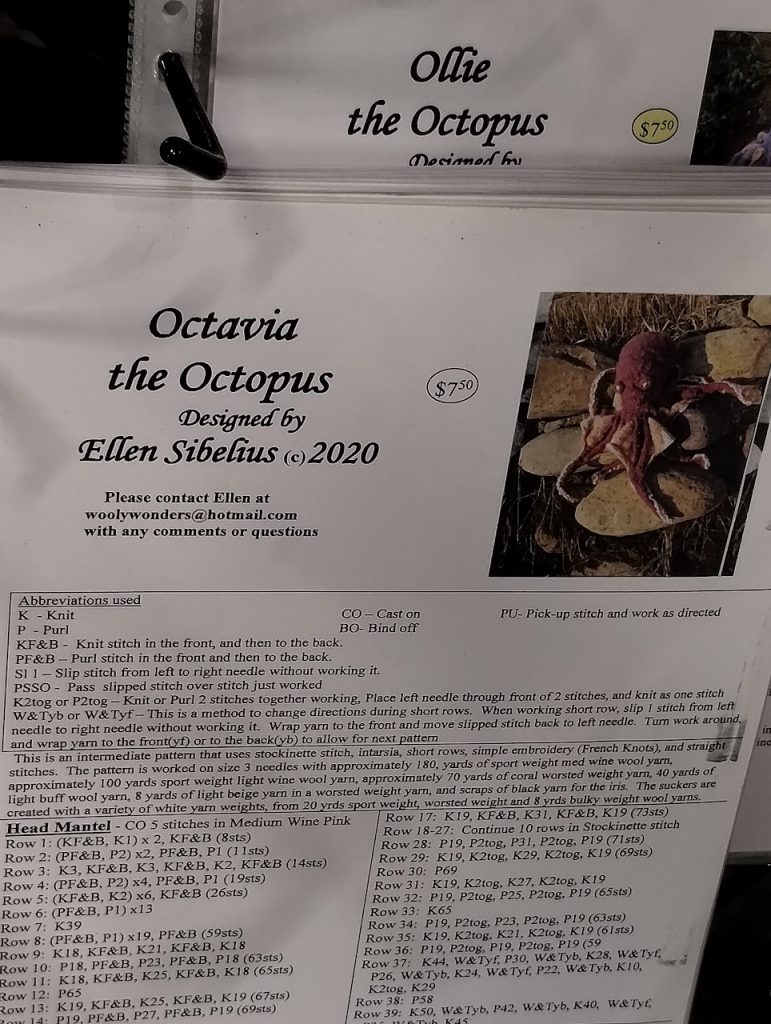 Ollie
the Octopus
$7.50
Designed by
Octavia
the Octopus
$7.50
Designed by
Ellen Sibelius (c) 2020
Please contact Ellen at
woolywonders@hotmail.com
with any comments or questions
Abbreviations used
K - Knit CO – Cast on PU- Pick-up stitch and work as directed
P - Purl BO- Bind off
KF&B - Knit stitch in the front, and then to the back.
PF&B – Purl stitch in the front and then to the back.
Sl 1 – Slip stitch from left to right needle without working it.
PSSO - Pass slipped stitch over stitch just worked
K2tog or P2tog – Knit or Purl 2 stitches together working, Place left needle through front of 2 stitches, and knit as one stitch
W&Tyb or W&Tyf – This is a method to change directions during short rows. When working short row, slip 1 stitch from left
needle to right needle without working it. Wrap yarn to the front and move slipped stitch back to left needle. Turn work around,
and wrap yarn to the front(yf) or to the back(yb) to allow for next pattern
This is an intermediate pattern that uses stockinette stitch, intarsia, short rows, simple embroidery (French Knots), and straight
stitches. The pattern is worked on size 3 needles with approximately 180, yards of sport weight med wine wool yarn,
approximately 100 yards sport weight light wine wool yarn, approximately 70 yards of coral worsted weight yarn, 40 yards of
light buff wool yarn, 8 yards of light beige yarn in a worsted weight yarn, and scraps of black yarn for the iris. The suckers are
created with a variety of white yarn weights, from 20 yrds sport weight, worsted weight and 8 yrds bulky weight wool yarns.
Head Mantel - CO 5 stitches in Medium Wine Pink
Row 1: (KF&B, K1) x 2, KF&B (8sts)
Row 2: (PF&B, P2) x2, PF&B, P1 (11sts)
Row 3: K3, KF&B, K3, KF&B, K2, KF&B (14sts)
Row 4: (PF&B, P2) x4, PF&B, P1 (19sts)
Row 5: (KF&B, K2) x6, KF&B (26sts)
Row 6: (PF&B, P1) x13
Row 7: K39
Row 8: (PF&B, P1) x19, PF&B (59sts)
Row 9: K18, KF&B, K21, KF&B, K18
Row 10: P18, PF&B, P23, PF&B, P18 (63sts)
Row 11: K18, KF&B, K25, KF&B, K18 (65sts)
Row 12: P65
Row 13: K19, KF&B, K25, KF&B, K19 (67sts)
Row 14: P19, PF&B, P27, PF&B, P19 (69sts)
Row 17: K19, KF&B, K31, KF&B, K19 (73sts)
Row 18-27: Continue 10 rows in Stockinette stitch
Row 28: P19, P2tog, P31, P2tog, P19 (71sts)
Row 29: K19, K2tog, K29, K2tog, K19 (69sts)
Row 30: P69
Row 31: K19, K2tog, K27, K2tog, K19
Row 32: P19, P2tog, P25, P2tog, P19 (65sts)
Row 33: K65
Row 34: P19, P2tog, P23, P2tog, P19 (63sts)
Row 35: K19, K2tog, K21, K2tog, K19 (61sts)
Row 36: P19, P2tog, P19, P2tog, P19 (59
Row 37: K44, W&Tyf, P30, W&Tyb, K28, W&Tyf,
P26, W&Tyb, K24, W&Tyf, P22, W&Tyb, K10,
K2tog, K29
Row 38: P58
Row 39: K50, W&Tyb, P42, W&Tyb, K40, W&Tyf,
W&Tyb, K45